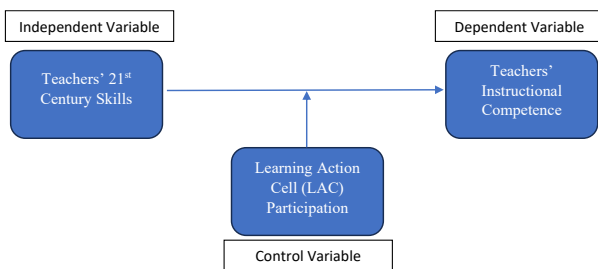 Independent Variable
Dependent Variable
Teachers’ 21st
Century Skills
Teachers’
Instructional
Competence
Learning Action
Cell (LAC)
Participation
Control Variable